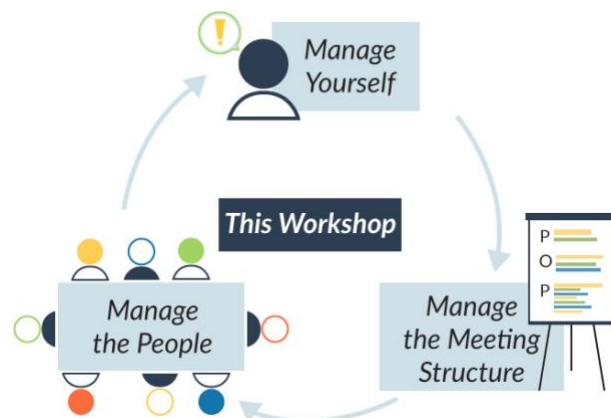 !
Manage
Yourself
This Workshop
P
O
P
Manage
the Meeting
Structure
Manage
the People